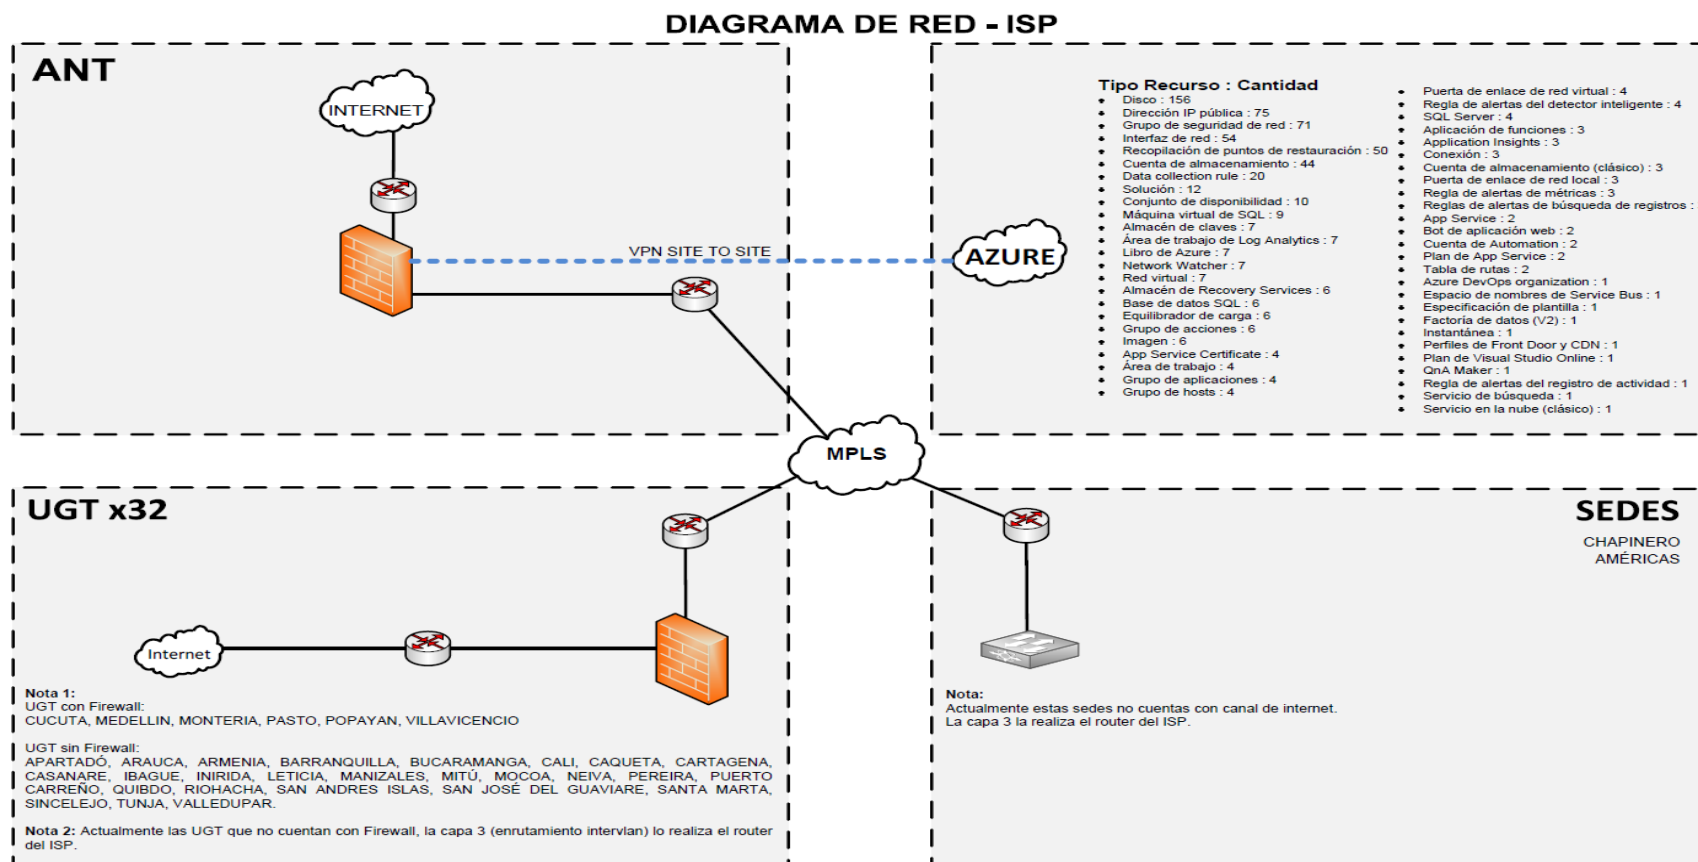 DIAGRAMA DE RED - ISP
ANT
INTERNET
VPN SITE TO SITE
AZURE
Tipo Recurso : Cantidad
Disco : 156
Dirección IP pública : 75
Grupo de seguridad de red : 71
Interfaz de red : 54
Recopilación de puntos de restauración : 50
Cuenta de almacenamiento : 44
Data collection rule : 20
Solución : 12
Conjunto de disponibilidad : 10
Máquina virtual de SQL : 9
Almacén de claves : 7
Área de trabajo de Log Analytics : 7
Libro de Azure : 7
Network Watcher : 7
Red virtual : 7
Almacén de Recovery Services : 6
Base de datos SQL : 6
Equilibrador de carga : 6
Grupo de acciones : 6
Imagen : 6
App Service Certificate : 4
Área de trabajo : 4
Grupo de aplicaciones : 4
Grupo de hosts : 4
Puerta de enlace de red virtual : 4
Regla de alertas del detector inteligente : 4
SQL Server : 4
Aplicación de funciones : 3
Application Insights : 3
Conexión : 3
Cuenta de almacenamiento (clásico) : 3
Puerta de enlace de red local : 3
Regla de alertas de métricas : 3
Reglas de alertas de búsqueda de registros :
App Service : 2
Bot de aplicación web : 2
Cuenta de Automation : 2
Plan de App Service : 2
Tabla de rutas : 2
Azure DevOps organization : 1
Espacio de nombres de Service Bus : 1
Especificación de plantilla : 1
Factoría de datos (V2) : 1
Instantánea : 1
Perfiles de Front Door y CDN : 1
Plan de Visual Studio Online : 1
QnA Maker : 1
Regla de alertas del registro de actividad : 1
Servicio de búsqueda : 1
Servicio en la nube (clásico) : 1
MPLS
UGT x32
Internet
Nota 1:
UGT con Firewall:
CUCUTA, MEDELLIN, MONTERIA, PASTO, POPAYAN, VILLAVICENCIO
UGT sin Firewall:
APARTADÓ, ARAUCA, ARMENIA, BARRANQUILLA, BUCARAMANGA, CALI, CAQUETA, CARTAGENA,
CASANARE, IBAGUE, INIRIDA, LETICIA, MANIZALES, MITÚ, MOCOA, NEIVA, PEREIRA, PUERTO
CARREÑO, QUIBDO, RIOHACHA, SAN ANDRES ISLAS, SAN JOSÉ DEL GUAVIARE, SANTA MARTA,
SINCELEJO, TUNJA, VALLEDUPAR.
Nota 2: Actualmente las UGT que no cuentan con Firewall, la capa 3 (enrutamiento intervlan) lo realiza el router
del ISP.
SEDES
CHAPINERO
AMÉRICAS
Nota:
Actualmente estas sedes no cuentas con canal de internet.
La capa 3 la realiza el router del ISP.